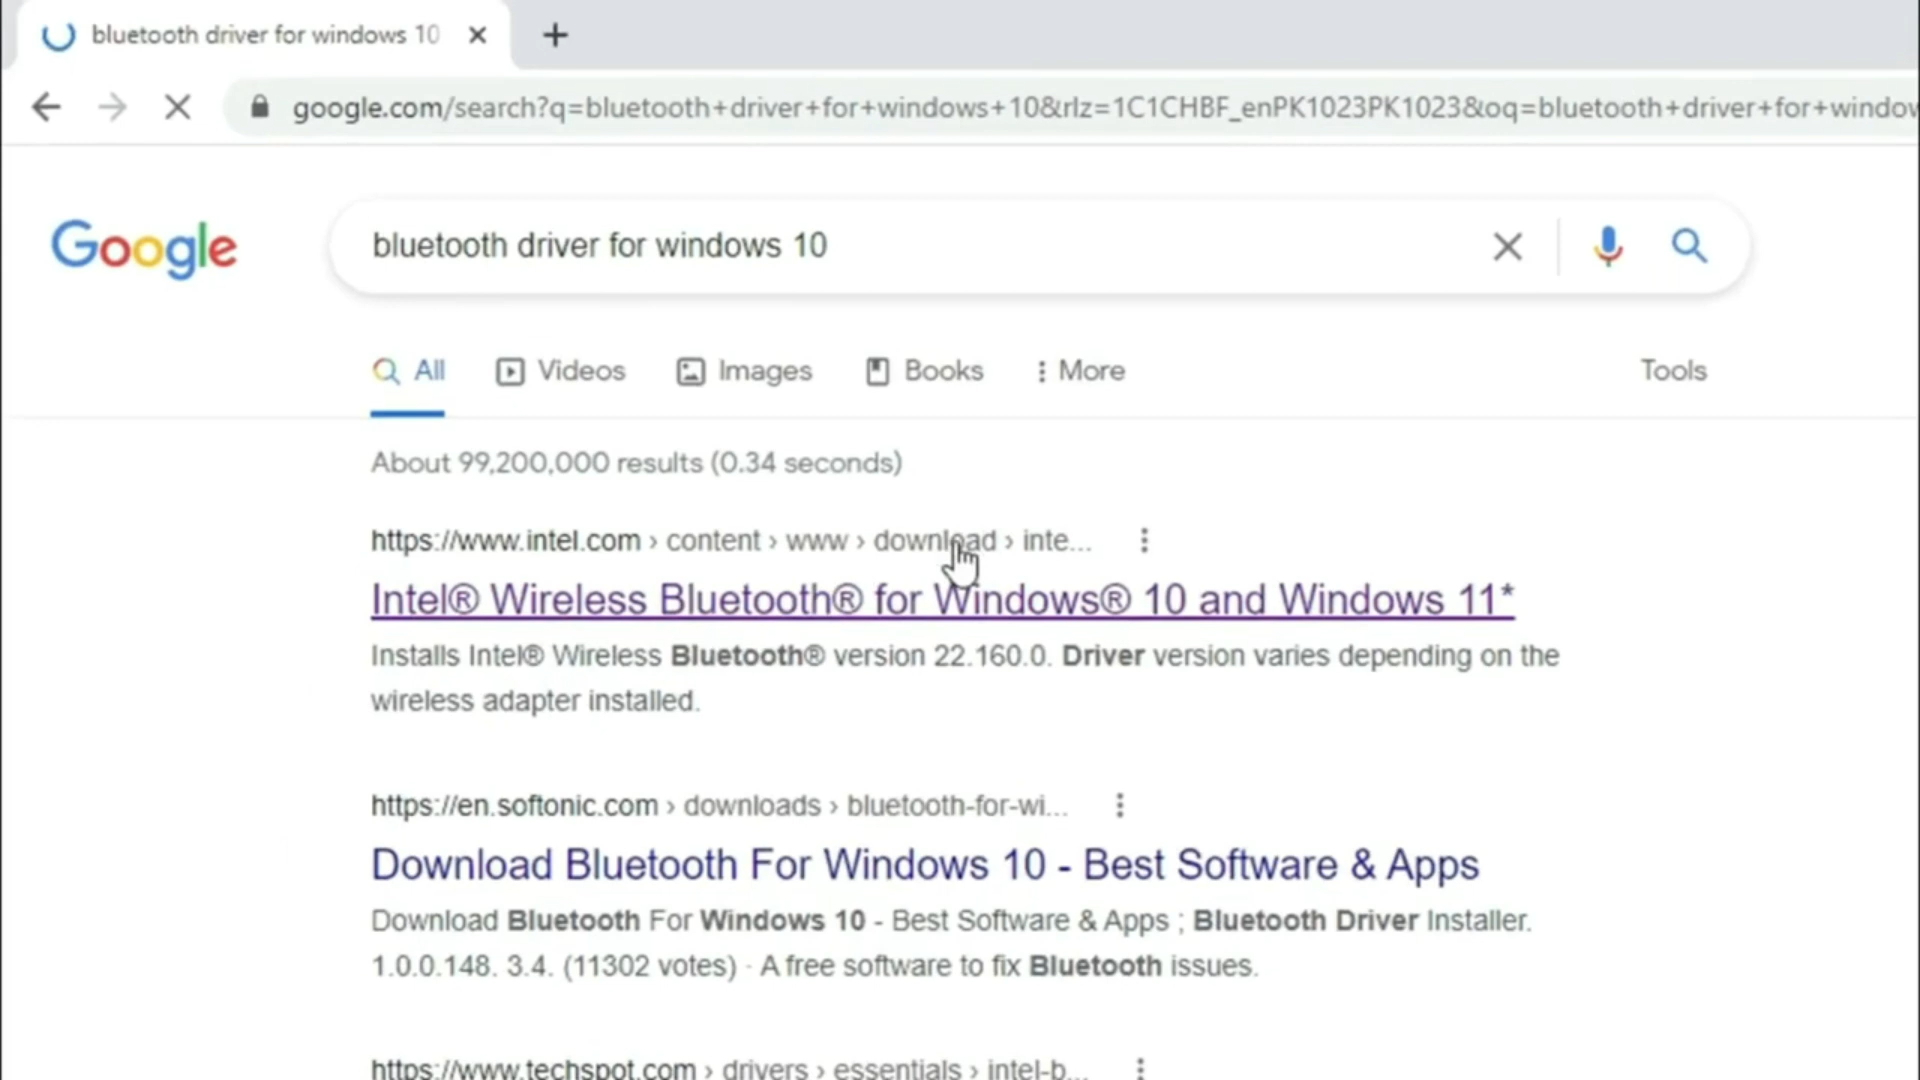 bluetooth driver for windows 10
google.com/search?q=bluetooth+driver+for+windows+10&rlz=1C1CHBF_enPK1023PK1023&oq=bluetooth+driver+for+window
Google
bluetooth driver for windows 10
All Videos Images Books More Tools
About 99,200,000 results (0.34 seconds)
https://www.intel.com › content › www › download › inte...
Intel® Wireless Bluetooth® for Windows® 10 and Windows 11*
Installs Intel® Wireless Bluetooth® version 22.160.0. Driver version varies depending on the
wireless adapter installed.
https://en.softonic.com › downloads › bluetooth-for-wi...
Download Bluetooth For Windows 10 - Best Software & Apps
Download Bluetooth For Windows 10 - Best Software & Apps ; Bluetooth Driver Installer.
1.0.0.148. 3.4. (11302 votes) · A free software to fix Bluetooth issues.
https://www.techspot.com › drivers › essentials › intel-b...